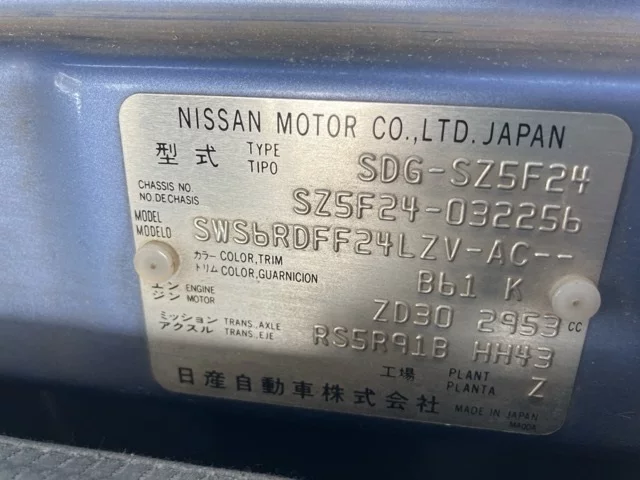 NISSAN MOTOR CO.,LTD. JAPAN
型式 TYPE TIPO SDG-SZ5F24
CHASSIS NO. NO.DECHASIS SZ5F24-032256
MODEL MODELO SWS6RDFF24LZV-AC--
カラー COLOR,TRIM
トリム COLOR,GUARNICION B61 K
エンジン ENGINE MOTOR ZD30 2953 CC
ミッション TRANS.,AXLE
アクスル TRANS.,EJE RS5R91B HH43
工場 PLANT PLANTA Z
日産自動車株式会社 MADE IN JAPAN